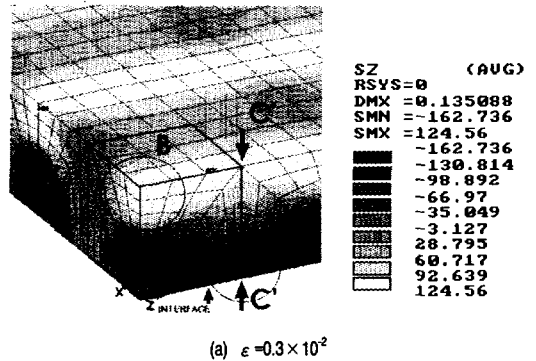 SZ (AVG)
RSYS=0
DMX =0.135088
SMN =-162.736
SMX =124.56
-162.736
-130.814
-98.892
-66.97
-35.049
-3.127
28.795
60.717
92.639
124.56
C
B
X
Z INTERFACE
C'
(a) ε=0.3×10⁻²